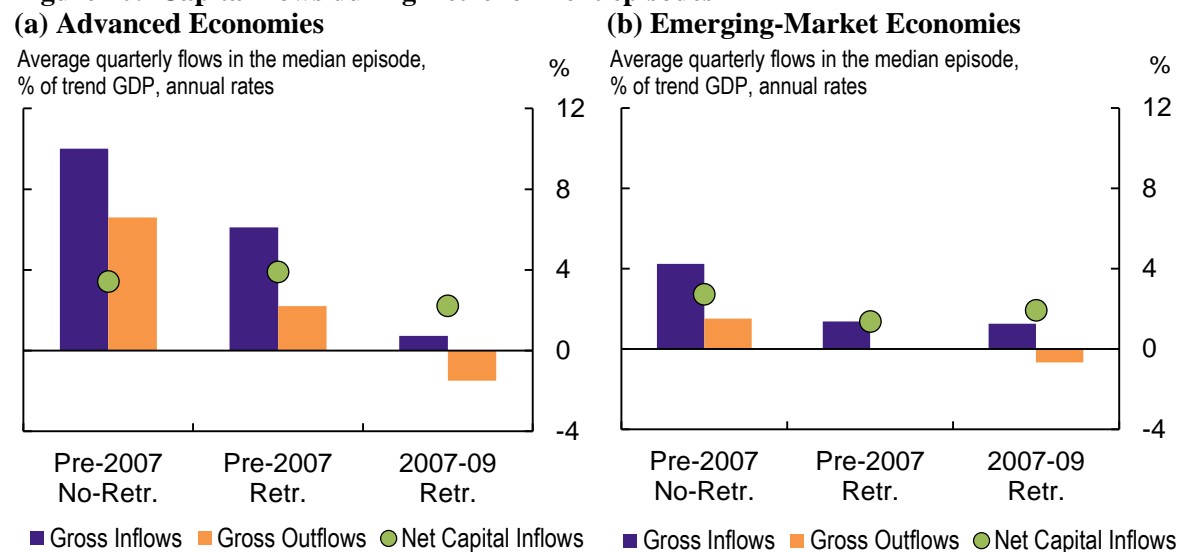 (a) Advanced Economies
Average quarterly flows in the median episode,
% of trend GDP, annual rates
%
12
8
4
0
-4
Pre-2007
No-Retr.
Pre-2007
Retr.
2007-09
Retr.
Gross Inflows Gross Outflows Net Capital Inflows
(b) Emerging-Market Economies
Average quarterly flows in the median episode,
% of trend GDP, annual rates
%
12
8
4
0
-4
Pre-2007
No-Retr.
Pre-2007
Retr.
2007-09
Retr.
Gross Inflows Gross Outflows Net Capital Inflows